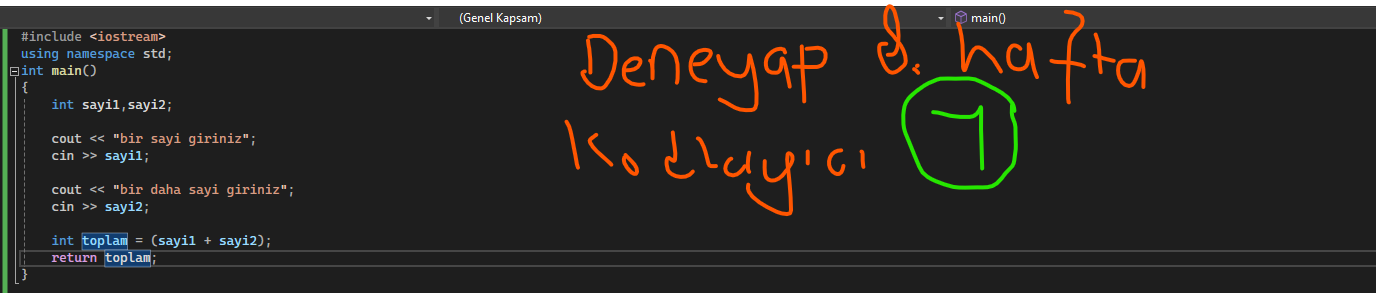 (Genel Kapsam) main()
#include <iostream>
using namespace std;
int main()
{
int sayi1,sayi2;
cout << "bir sayi giriniz";
cin >> sayi1;
cout << "bir daha sayi giriniz";
cin >> sayi2;
int toplam = (sayi1 + sayi2);
return toplam;
}
Deneyap 8. hafta
Kodlayıcı
1